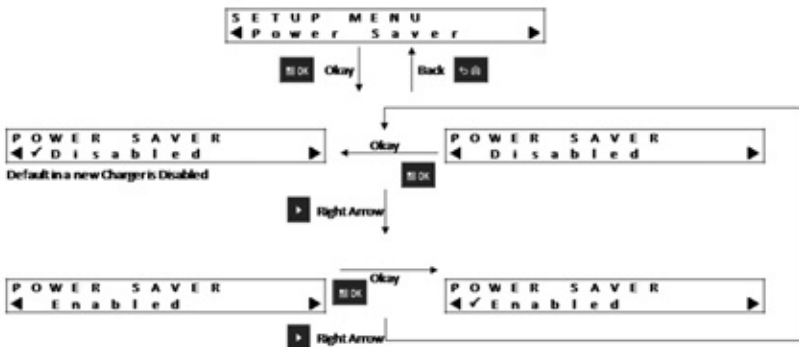 SETUP MENU
◀Power Saver▶
OK Okay
Back
POWER SAVER
◀✓Disabled▶
Default in a new Charger is Disabled
Okay
OK
POWER SAVER
◀ Disabled▶
Right Arrow
POWER SAVER
◀ Enabled▶
OK Okay
POWER SAVER
◀✓Enabled▶
Right Arrow